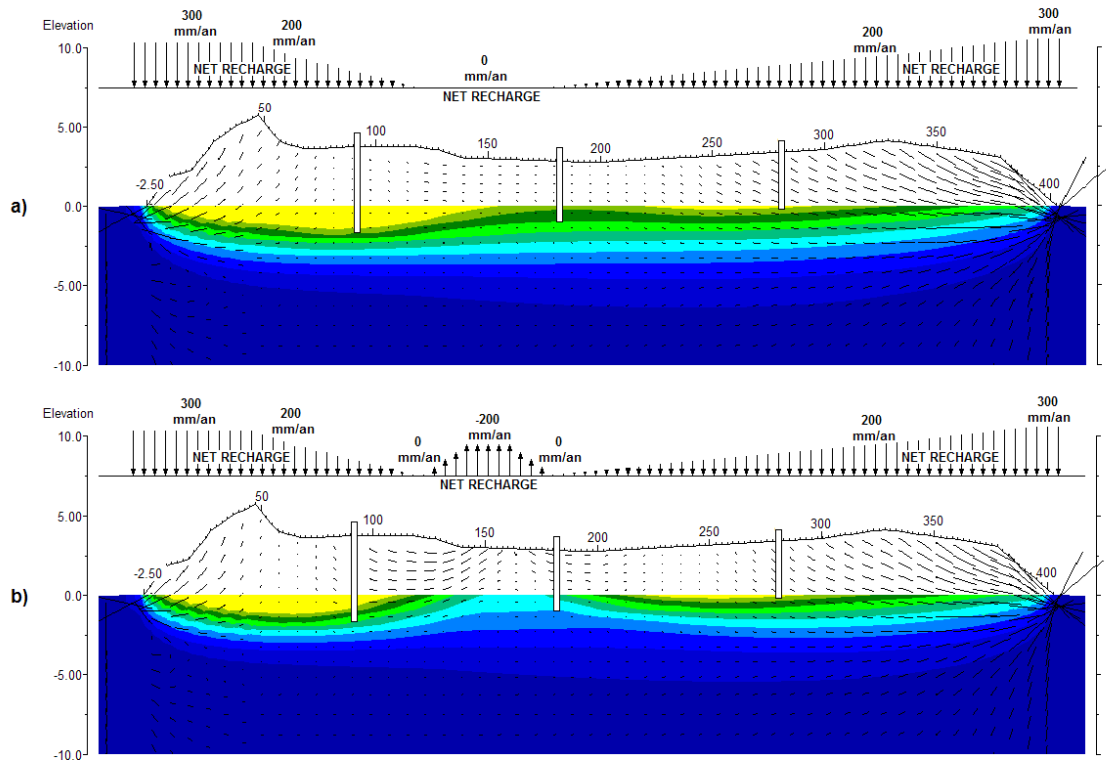 Elevation
300
mm/an
200
mm/an
NET RECHARGE
0
mm/an
NET RECHARGE
200
mm/an
NET RECHARGE
300
mm/an
10.0
5.00
0.0
-5.00
-10.0
a)
-2.50
50
100
150
200
250
300
350
400
Elevation
300
mm/an
200
mm/an
NET RECHARGE
0
mm/an
-200
mm/an
0
mm/an
NET RECHARGE
200
mm/an
NET RECHARGE
300
mm/an
10.0
5.00
0.0
-5.00
-10.0
b)
-2.50
50
100
150
200
250
300
350
400